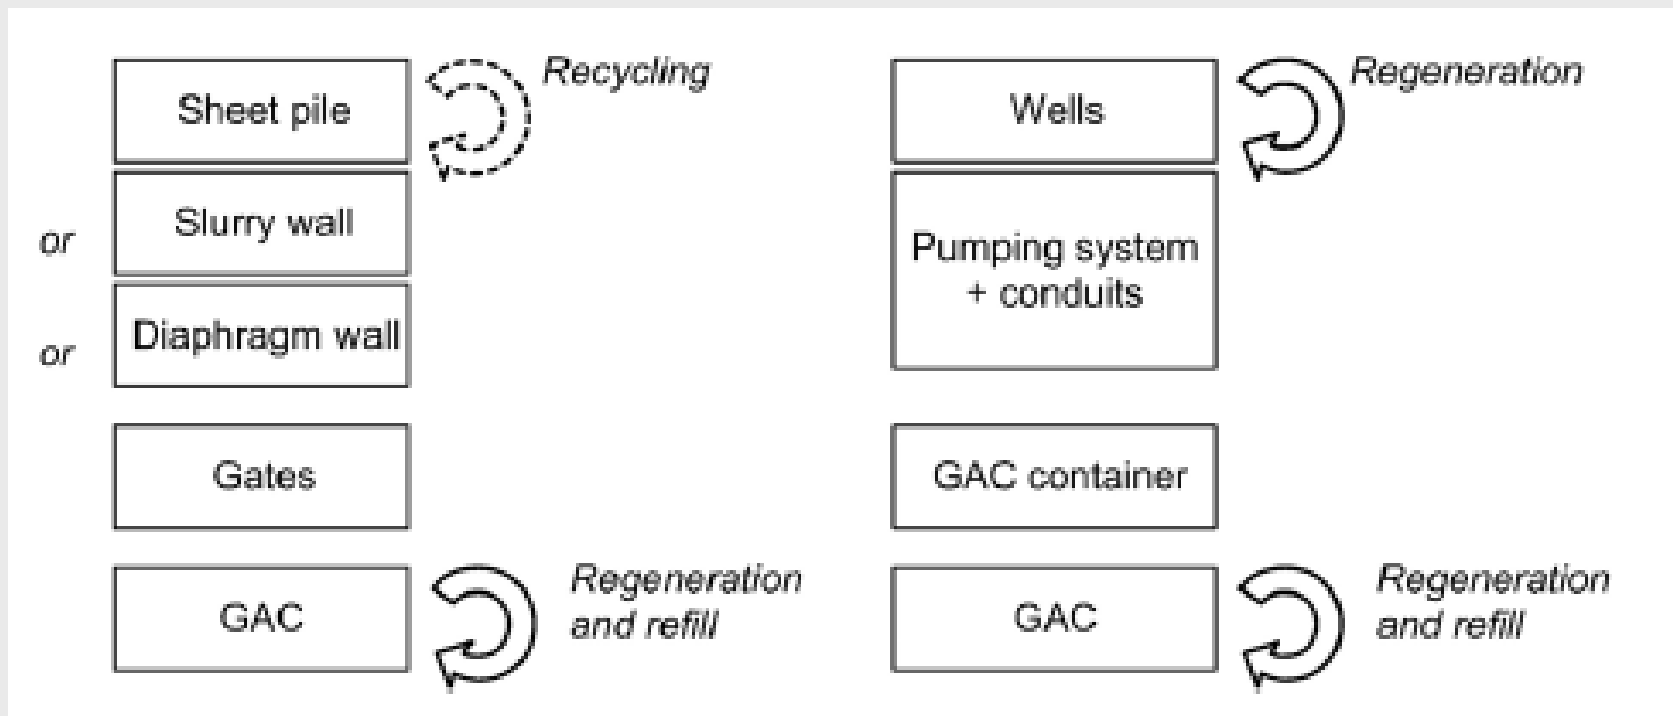 Sheet pile
Recycling
or
Slurry wall
or
Diaphragm wall
Gates
GAC
Regeneration
and refill
Wells
Regeneration
Pumping system
+ conduits
GAC container
GAC
Regeneration
and refill